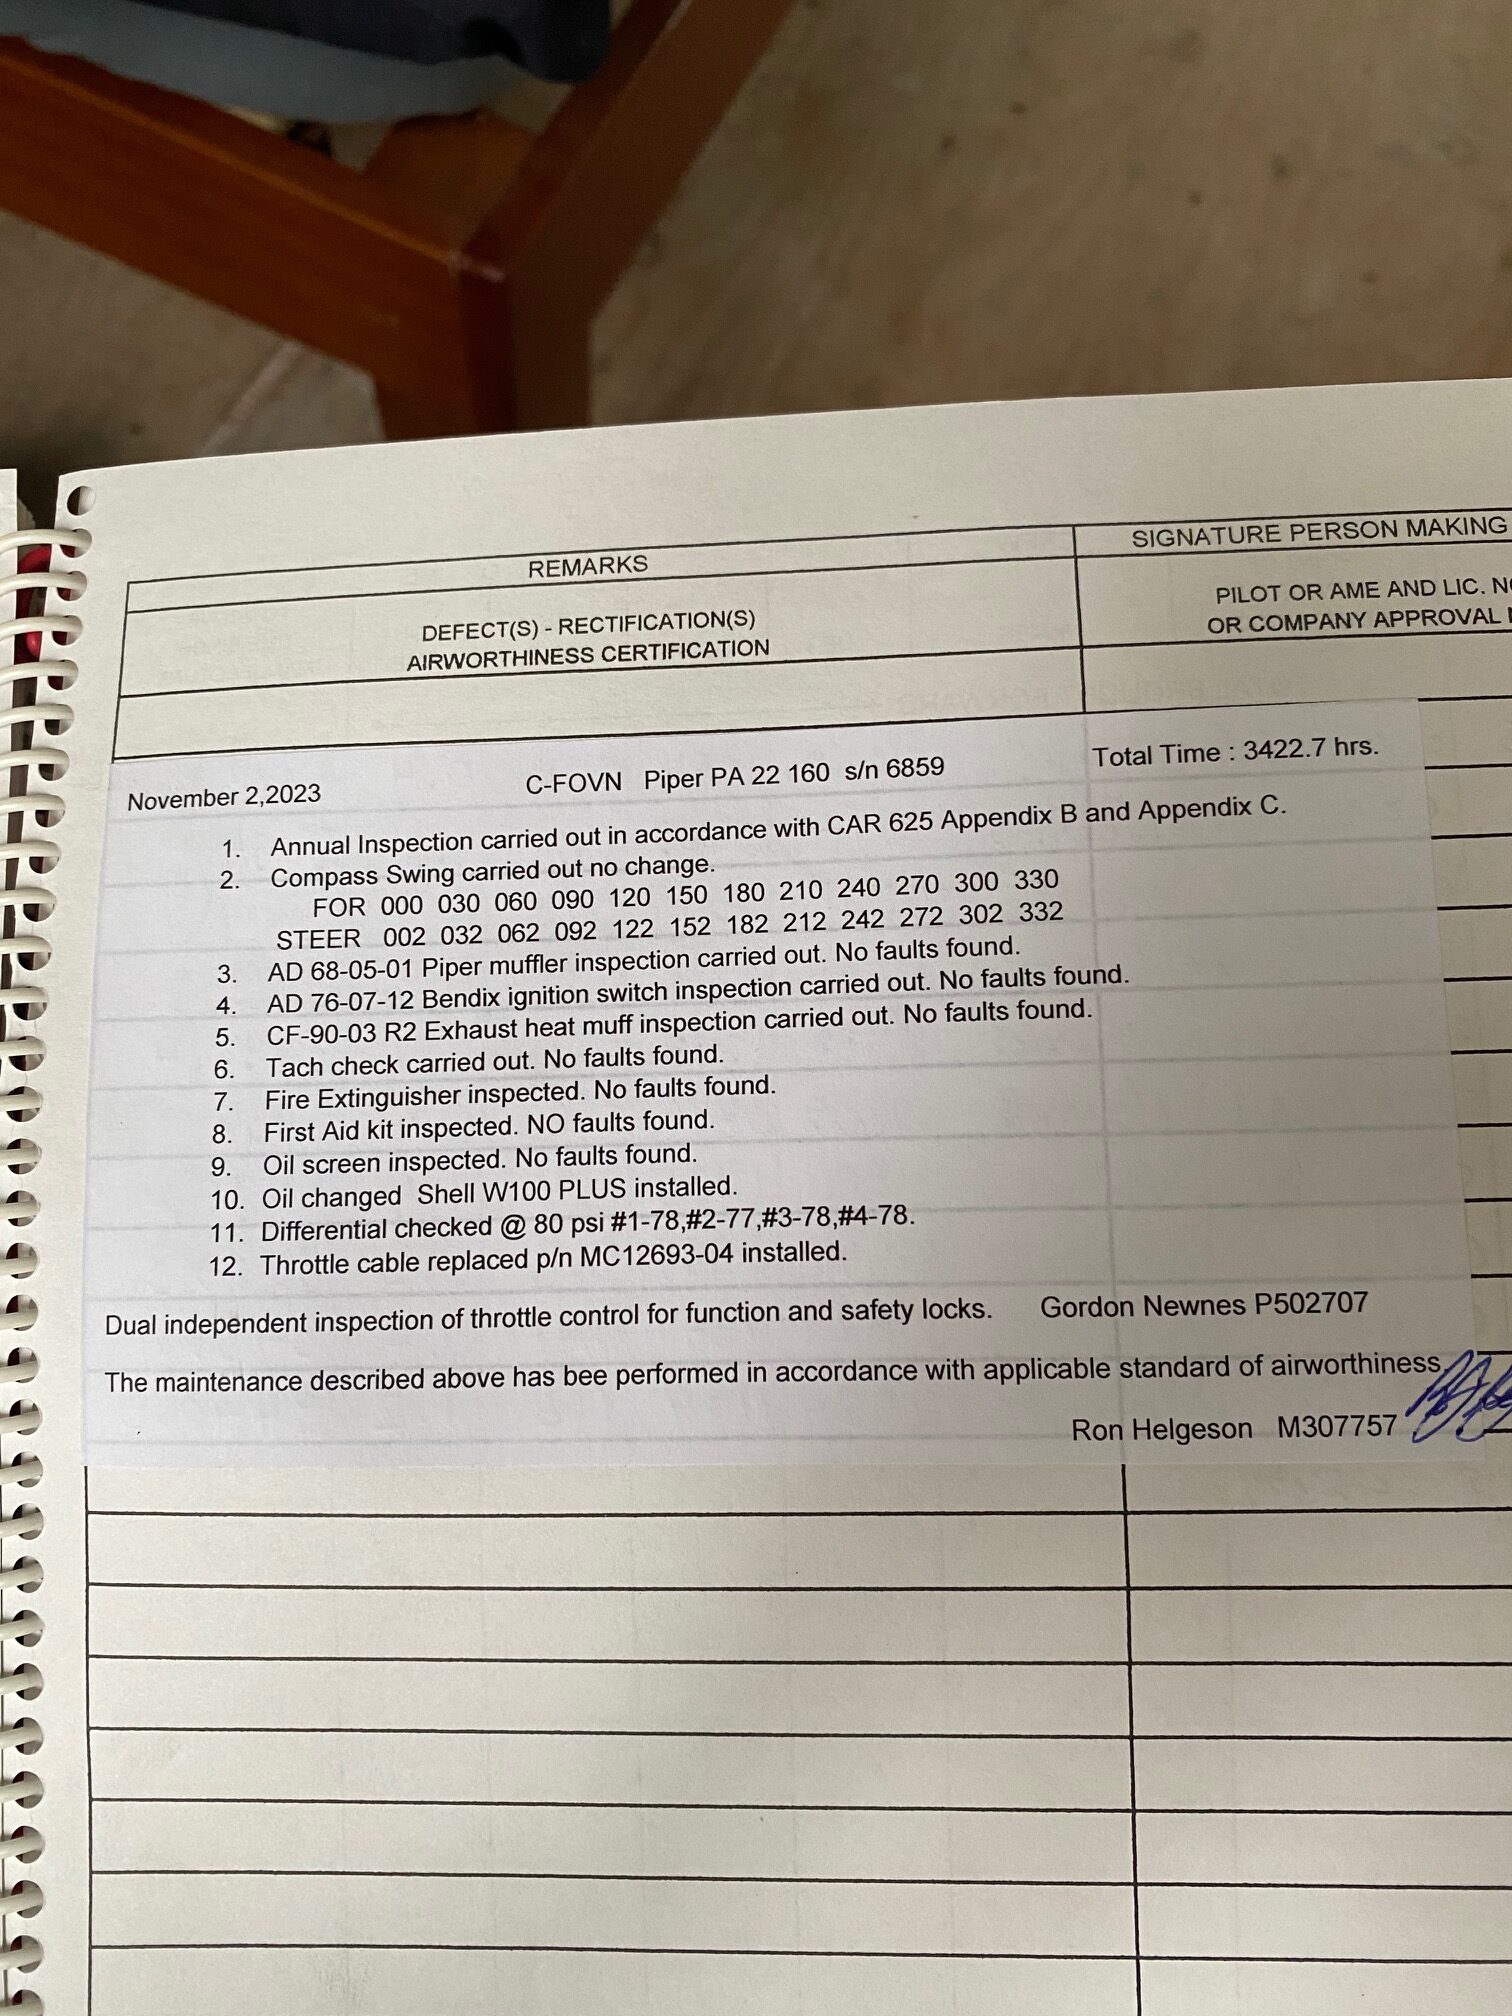 REMARKS
SIGNATURE PERSON MAKING
DEFECT(S) - RECTIFICATION(S)
AIRWORTHINESS CERTIFICATION
PILOT OR AME AND LIC.
OR COMPANY APPROVAL
November 2,2023 C-FOVN Piper PA 22 160 s/n 6859 Total Time : 3422.7 hrs.
1. Annual Inspection carried out in accordance with CAR 625 Appendix B and Appendix C.
2. Compass Swing carried out no change.
FOR 000 030 060 090 120 150 180 210 240 270 300 330
STEER 002 032 062 092 122 152 182 212 242 272 302 332
3. AD 68-05-01 Piper muffler inspection carried out. No faults found.
4. AD 76-07-12 Bendix ignition switch inspection carried out. No faults found.
5. CF-90-03 R2 Exhaust heat muff inspection carried out. No faults found.
6. Tach check carried out. No faults found.
7. Fire Extinguisher inspected. No faults found.
8. First Aid kit inspected. NO faults found.
9. Oil screen inspected. No faults found.
10. Oil changed Shell W100 PLUS installed.
11. Differential checked @ 80 psi #1-78,#2-77,#3-78,#4-78.
12. Throttle cable replaced p/n MC12693-04 installed.
Dual independent inspection of throttle control for function and safety locks. Gordon Newnes P502707
The maintenance described above has bee performed in accordance with applicable standard of airworthiness.
Ron Helgeson M307757